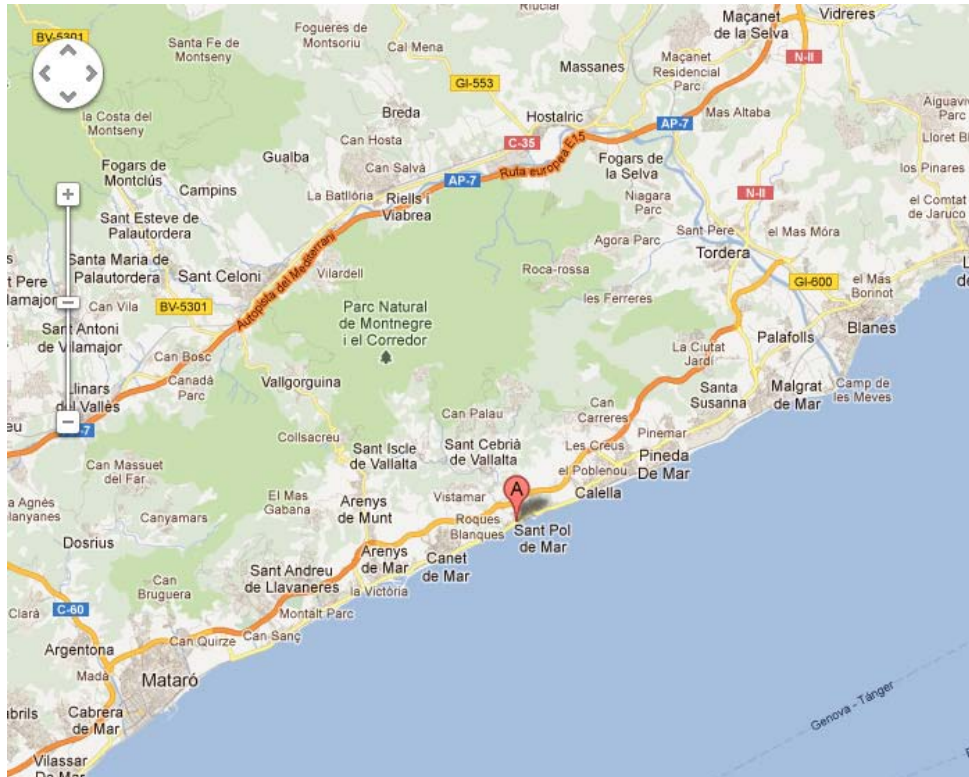 BV-5301
Santa Fe de
Montseny
Fogueres de
Montsoriu
Cal Mena
Riuclar
Maçanet
de la Selva
Vidreres
N-II
GI-553
Massanes
Maçanet
Residencial
Parc
Mas Altaba
la Costa del
Montseny
Breda
Hostalric
AP-7
Aiguaviv
Parc
Lloret Bl
Can Hosta
C-35
Ruta europea E15
Gualba
Can Salvà
AP-7
Fogars de
la Selva
los Pinares
Fogars de
Montclús
Campins
La Batllòria
Riells i
Viabrea
Niagara
Parc
N-II
el Comtat
de Jaruco
Sant Esteve de
Palautordera
Sant Pere
el Mas Móra
Agora Parc
Tordera
Santa Maria de
Palautordera
Sant Celoni
Autopista del Mediterrani
Vilardell
Roca-rossa
GI-600
el Mas
Borinot
t Pere
lamajor
Can Vila
BV-5301
les Ferreres
Parc Natural
de Montnegre
i el Corredor
Sant Antoni
de Vilamajor
Palafolls
Blanes
La Ciutat
Jardí
Can Bosc
Canadà
Parc
Vallgorguina
Llinars
del Vallès
Santa
Susanna
Malgrat
de Mar
Camp de
les Meves
Can
Carreres
Can Palau
-7
Collsacreu
Sant Iscle
de Vallalta
Sant Cebrià
de Vallalta
Les Creus
Pinemar
Pineda
De Mar
el Poblenou
Can Massuet
del Far
A
Calella
a Agnès
El Mas
Gabana
Arenys
de Munt
Vistamar
Canyamars
Roques
Blanques
Sant Pol
de Mar
Dosrius
Arenys
de Mar
Canet
de Mar
Can
Bruguera
Sant Andreu
de Llavaneres
la Victòria
Clarà
C-60
Montalt Parc
Can Quirze
Can Sanç
Argentona
Madà
Mataró
Cabrera
de Mar
Genova - Tánger
Vilassar
De Mar